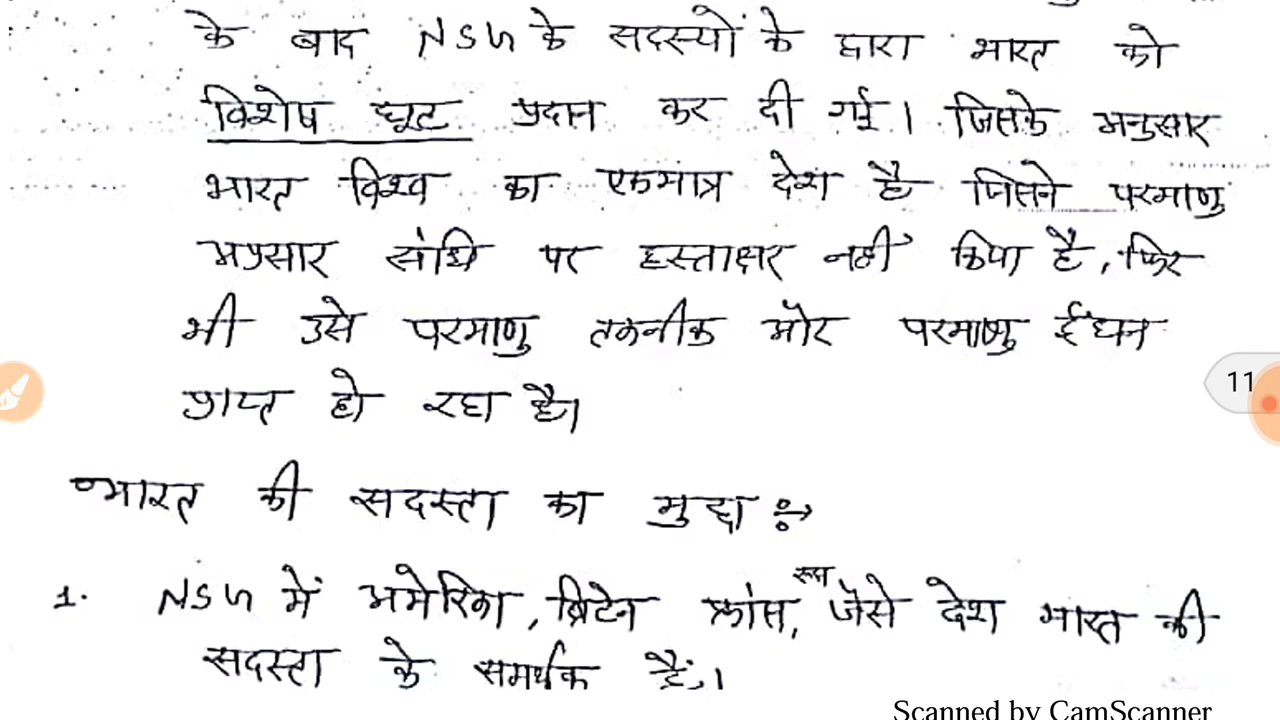 के बाद NSG के सदस्यों के द्वारा भारत को
विशेष छूट प्रदान कर दी गई। जिसके अनुसार
भारत विश्व का एकमात्र देश है जिसने परमाणु
अप्रसार संधि पर हस्ताक्षर नहीं किया है, फिर
भी उसे परमाणु तकनीक और परमाणु ईंधन
प्राप्त हो रहा है।
भारत की सदस्ता का मुद्दा :→
1. NSG में अमेरिका, ब्रिटेन फ्रांस, रूस जैसे देश भारत की
सदस्ता के समर्थक हैं।
11
Scanned by CamScanner